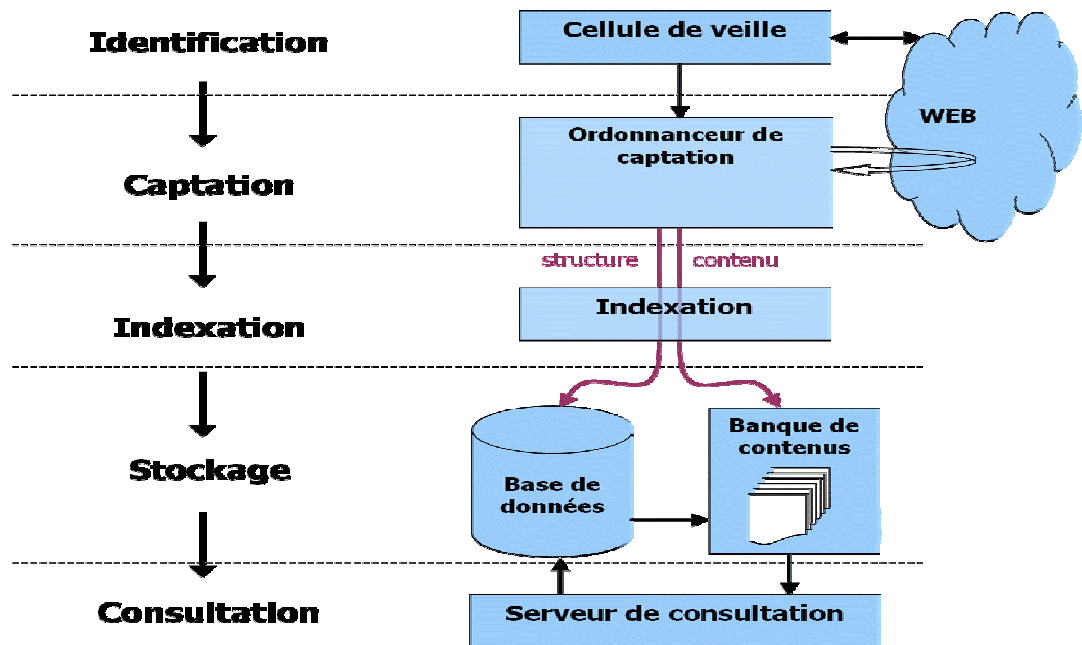 Identification
Cellule de veille
WEB
Ordonnanceur de
captation
Captation
structure
contenu
Indexation
Indexation
Banque de
contenus
Stockage
Base de
données
Consultation
Serveur de consultation